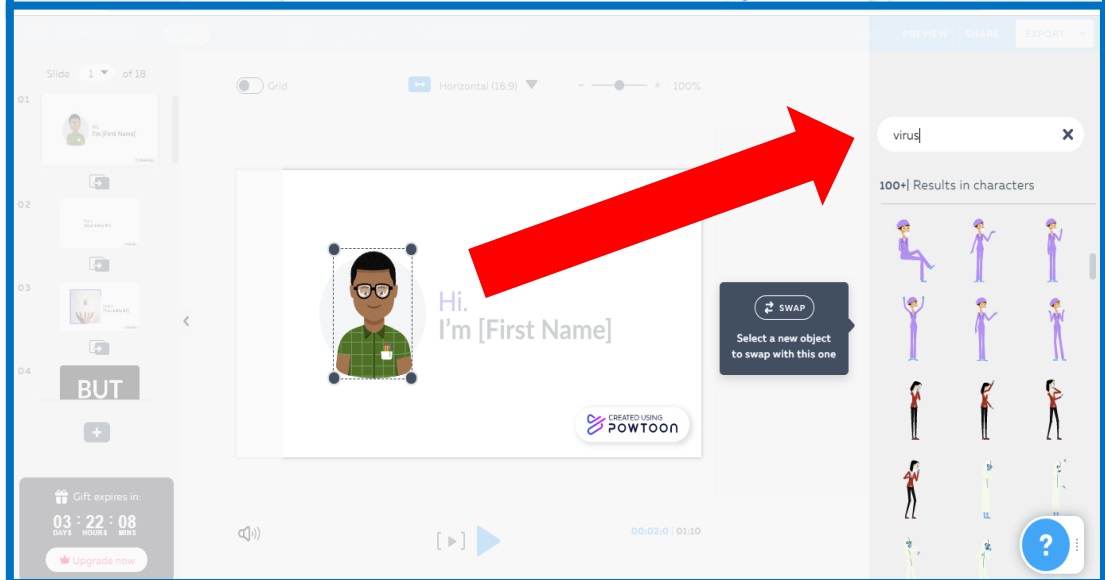 PREVIEW SHARE EXPORT
Slide 1 of 18
Grid
Horizontal (16:9)
- + 100%
01
Hi.
I'm [First Name]
02
03
04
BUT
+
Gift expires in:
03 : 22 : 08
DAYS HOURS MINS
Upgrade now
Hi.
I'm [First Name]
CREATED USING
POWTOON
00:02:0 | 01:10
SWAP
Select a new object
to swap with this one
virus
100+| Results in characters
?